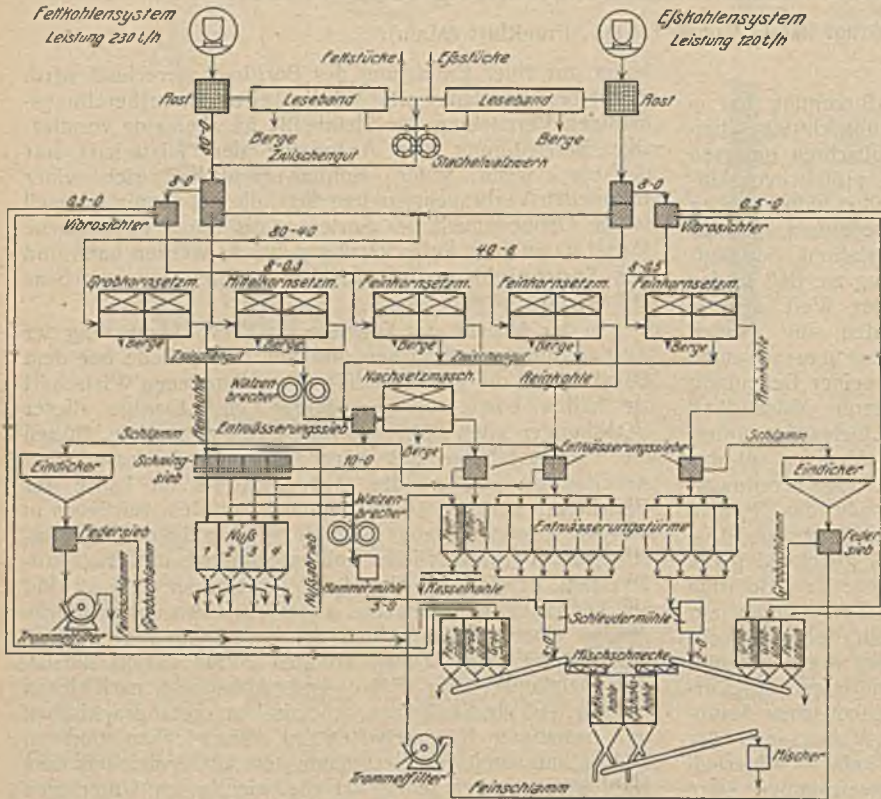 Fettkohlensystem
Leistung 230 t/h
Eßkohlensystem
Leistung 120 t/h
Fettstücke
Eßstücke
Rost
Leseband
Leseband
Rost
Berge
Berge
80-0
Zwischengut
Stachelwalzwerk
8-0
8-0
0,3-0
0,5-0
Vibrosichter
Vibrosichter
80-40
40-8
8-0,3
8-0,5
Grobkornsetzm.
Mittelkornsetzm.
Feinkornsetzm.
Feinkornsetzm.
Feinkornsetzm.
Berge
Berge
Berge
Berge
Berge
Zwischengut
Zwischengut
Reinkohle
Walzenbrecher
Nachsetzmasch.
Reinkohle
Reinkohle
Entwässerungssieb
Berge
Schlamm
Entwässerungssiebe
Schlamm
Eindicker
Schwingsieb
10-0
Eindicker
Walzenbrecher
Federsieb
Nuß
1 2 3 4
Entwässerungstürme
Federsieb
Nußabrieb
Feinschlamm
Grobschlamm
Hammermühle
Kesselkohle
Grobschlamm
Schleudermühle
Trommelfilter
Mischschnecke
2-0
Fettkohle
Eßkohle
Trommelfilter
Mischer
Feinschlamm